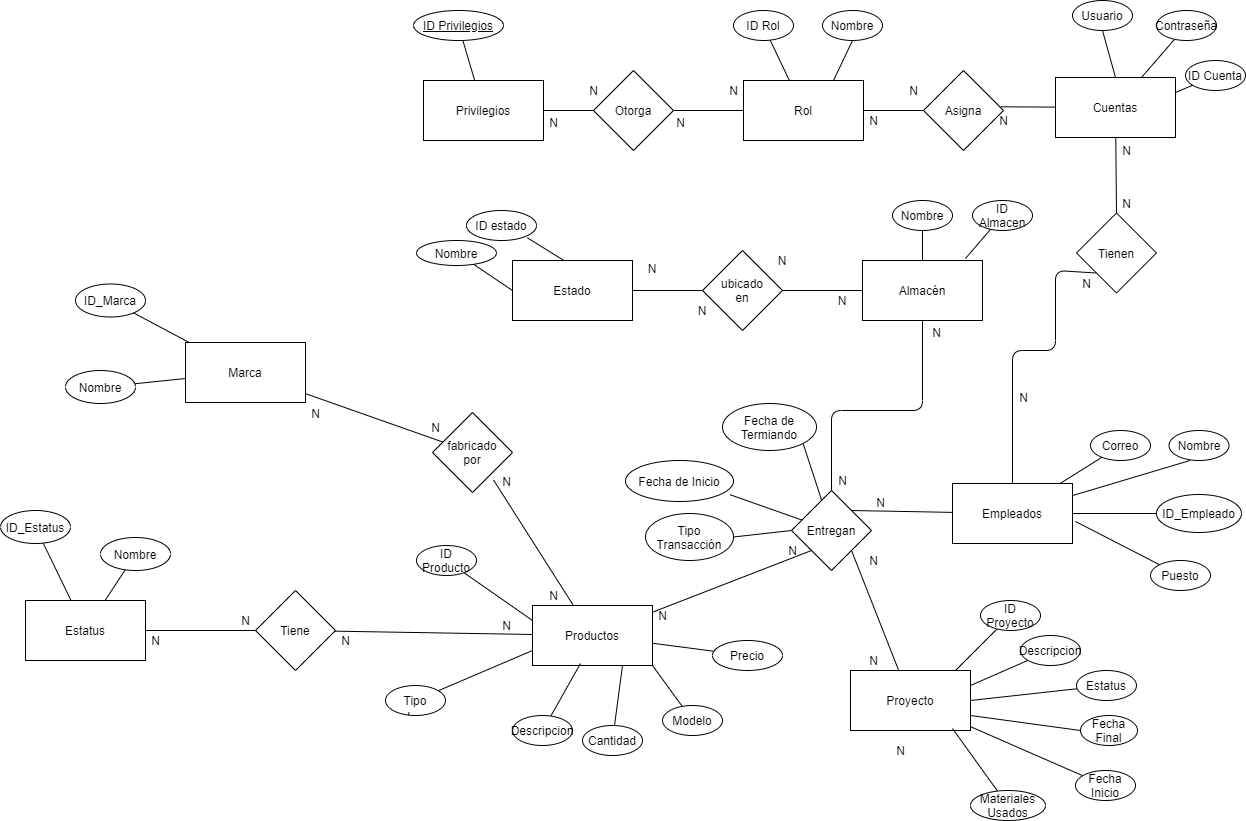 ID Privilegios
ID Rol
Nombre
Usuario
Contraseña
ID Cuenta
Privilegios
N
N
Otorga
N
N
Rol
N
N
Asigna
N
Cuentas
N
N
Tienen
N
N
Nombre
ID
Almacen
ID estado
Nombre
Estado
N
N
ubicado
en
N
N
Almacén
N
ID_Marca
Nombre
Marca
N
N
fabricado
por
N
N
Fecha de
Termiando
Fecha de Inicio
Tipo
Transacción
N
Entregan
N
N
N
N
N
Correo
Nombre
Empleados
ID_Empleado
Puesto
ID_Estatus
Nombre
Estatus
N
N
Tiene
N
N
ID
Producto
Productos
Tipo
Descripcion
Cantidad
Modelo
Precio
ID
Proyecto
Descripcion
Proyecto
Estatus
Fecha
Final
N
Fecha
Inicio
Materiales
Usados